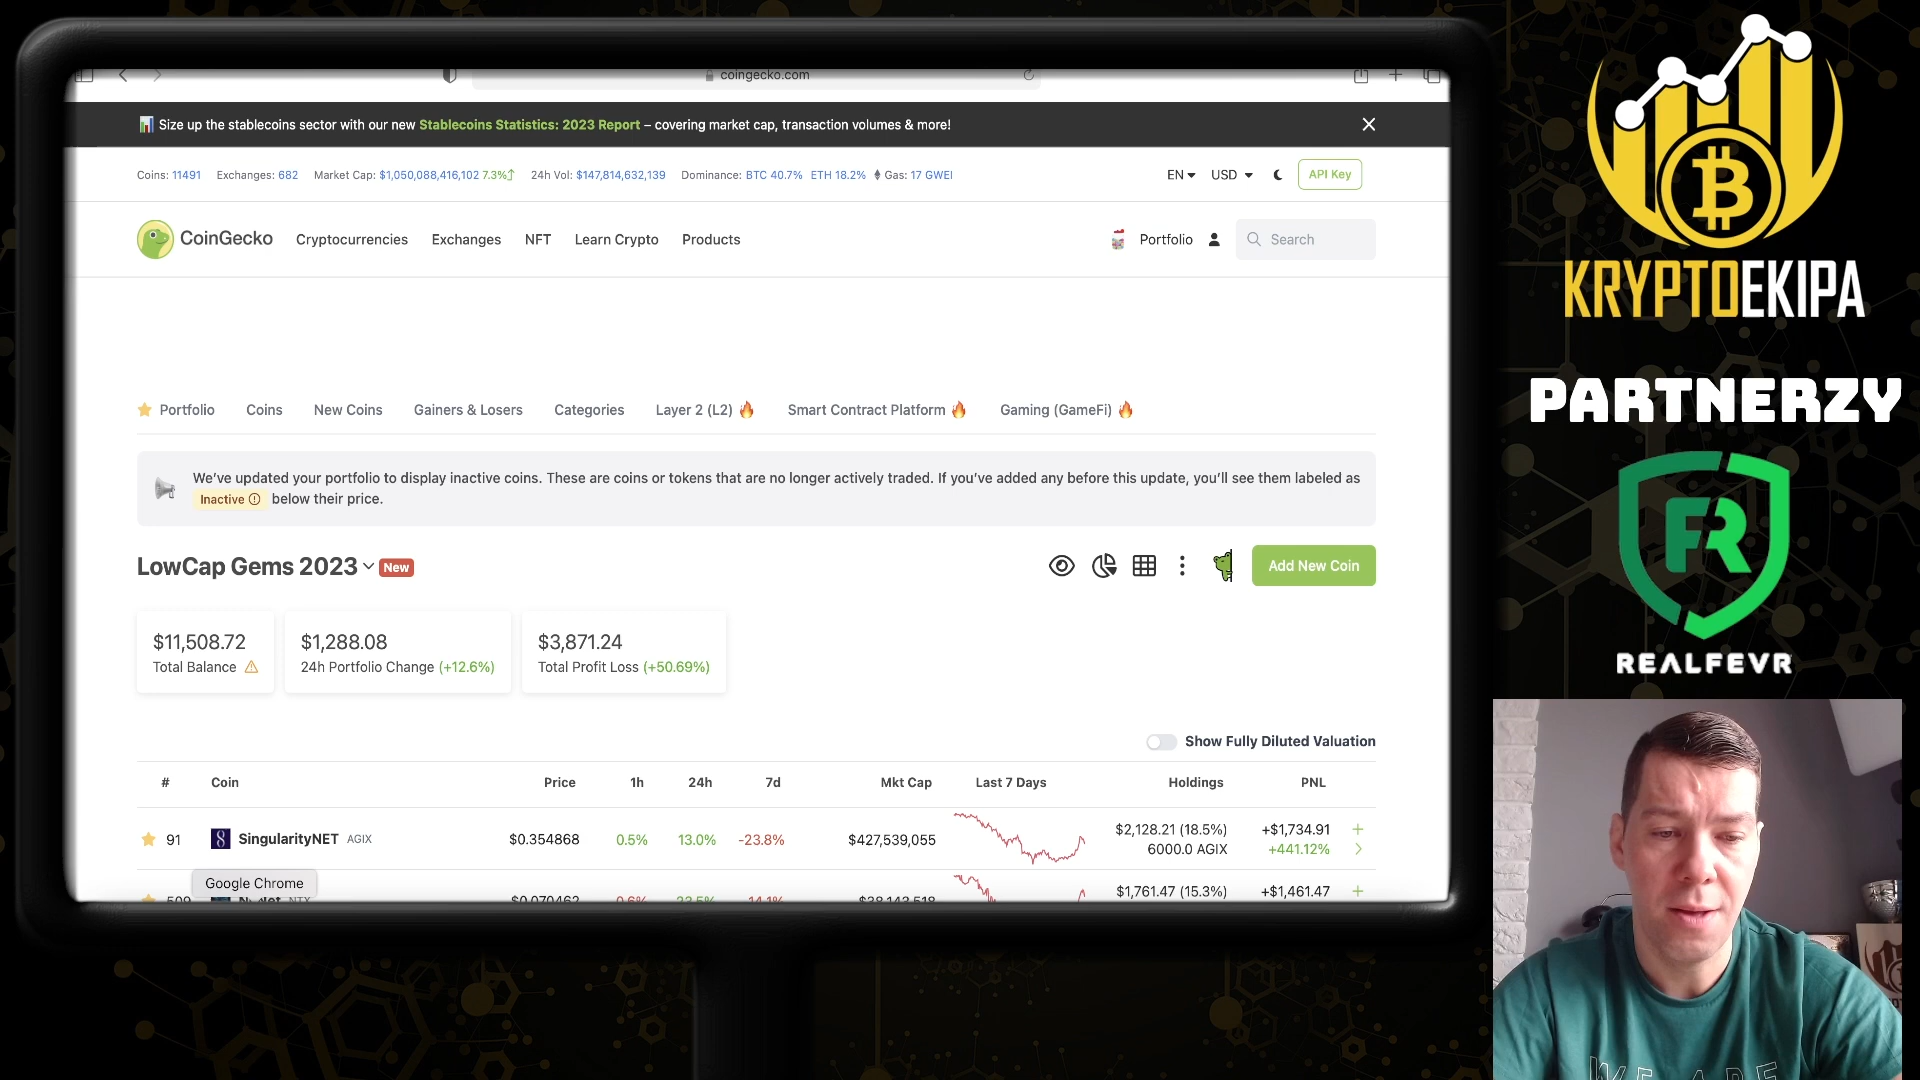 coingecko.com
Size up the stablecoins sector with our new Stablecoins Statistics: 2023 Report – covering market cap, transaction volumes & more!
Coins: 11491 Exchanges: 682 Market Cap: $1,050,088,416,102 7.3% 24h Vol: $147,814,632,139 Dominance: BTC 40.7% ETH 18.2% Gas: 17 GWEI EN USD API Key
CoinGecko Cryptocurrencies Exchanges NFT Learn Crypto Products Portfolio Search
KRYPTOEKIPA
Portfolio Coins New Coins Gainers & Losers Categories Layer 2 (L2) Smart Contract Platform Gaming (GameFi)
PARTNERZY
We've updated your portfolio to display inactive coins. These are coins or tokens that are no longer actively traded. If you've added any before this update, you'll see them labeled as
Inactive below their price.
FR
LowCap Gems 2023 New Add New Coin
$11,508.72 $1,288.08 $3,871.24
Total Balance 24h Portfolio Change (+12.6%) Total Profit Loss (+50.69%)
REALFEVR
Show Fully Diluted Valuation
# Coin Price 1h 24h 7d Mkt Cap Last 7 Days Holdings PNL
91 SingularityNET AGIX $0.354868 0.5% 13.0% -23.8% $427,539,055 $2,128.21 (18.5%) +$1,734.91
6000.0 AGIX +441.12%
Google Chrome
$1,761.47 (15.3%) +$1,461.47
WE ARE